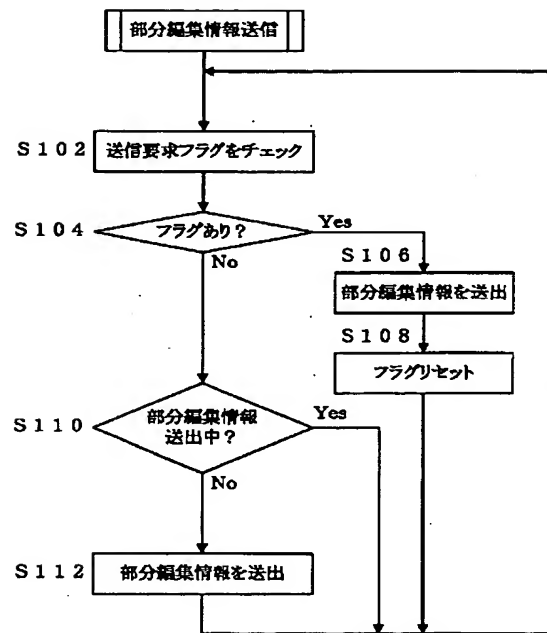 部分編集情報送信
S102 送信要求フラグをチェック
S104 フラグあり? Yes
No
S106
部分編集情報を送出
S108
フラグリセット
S110 部分編集情報 Yes
送出中?
No
S112 部分編集情報を送出